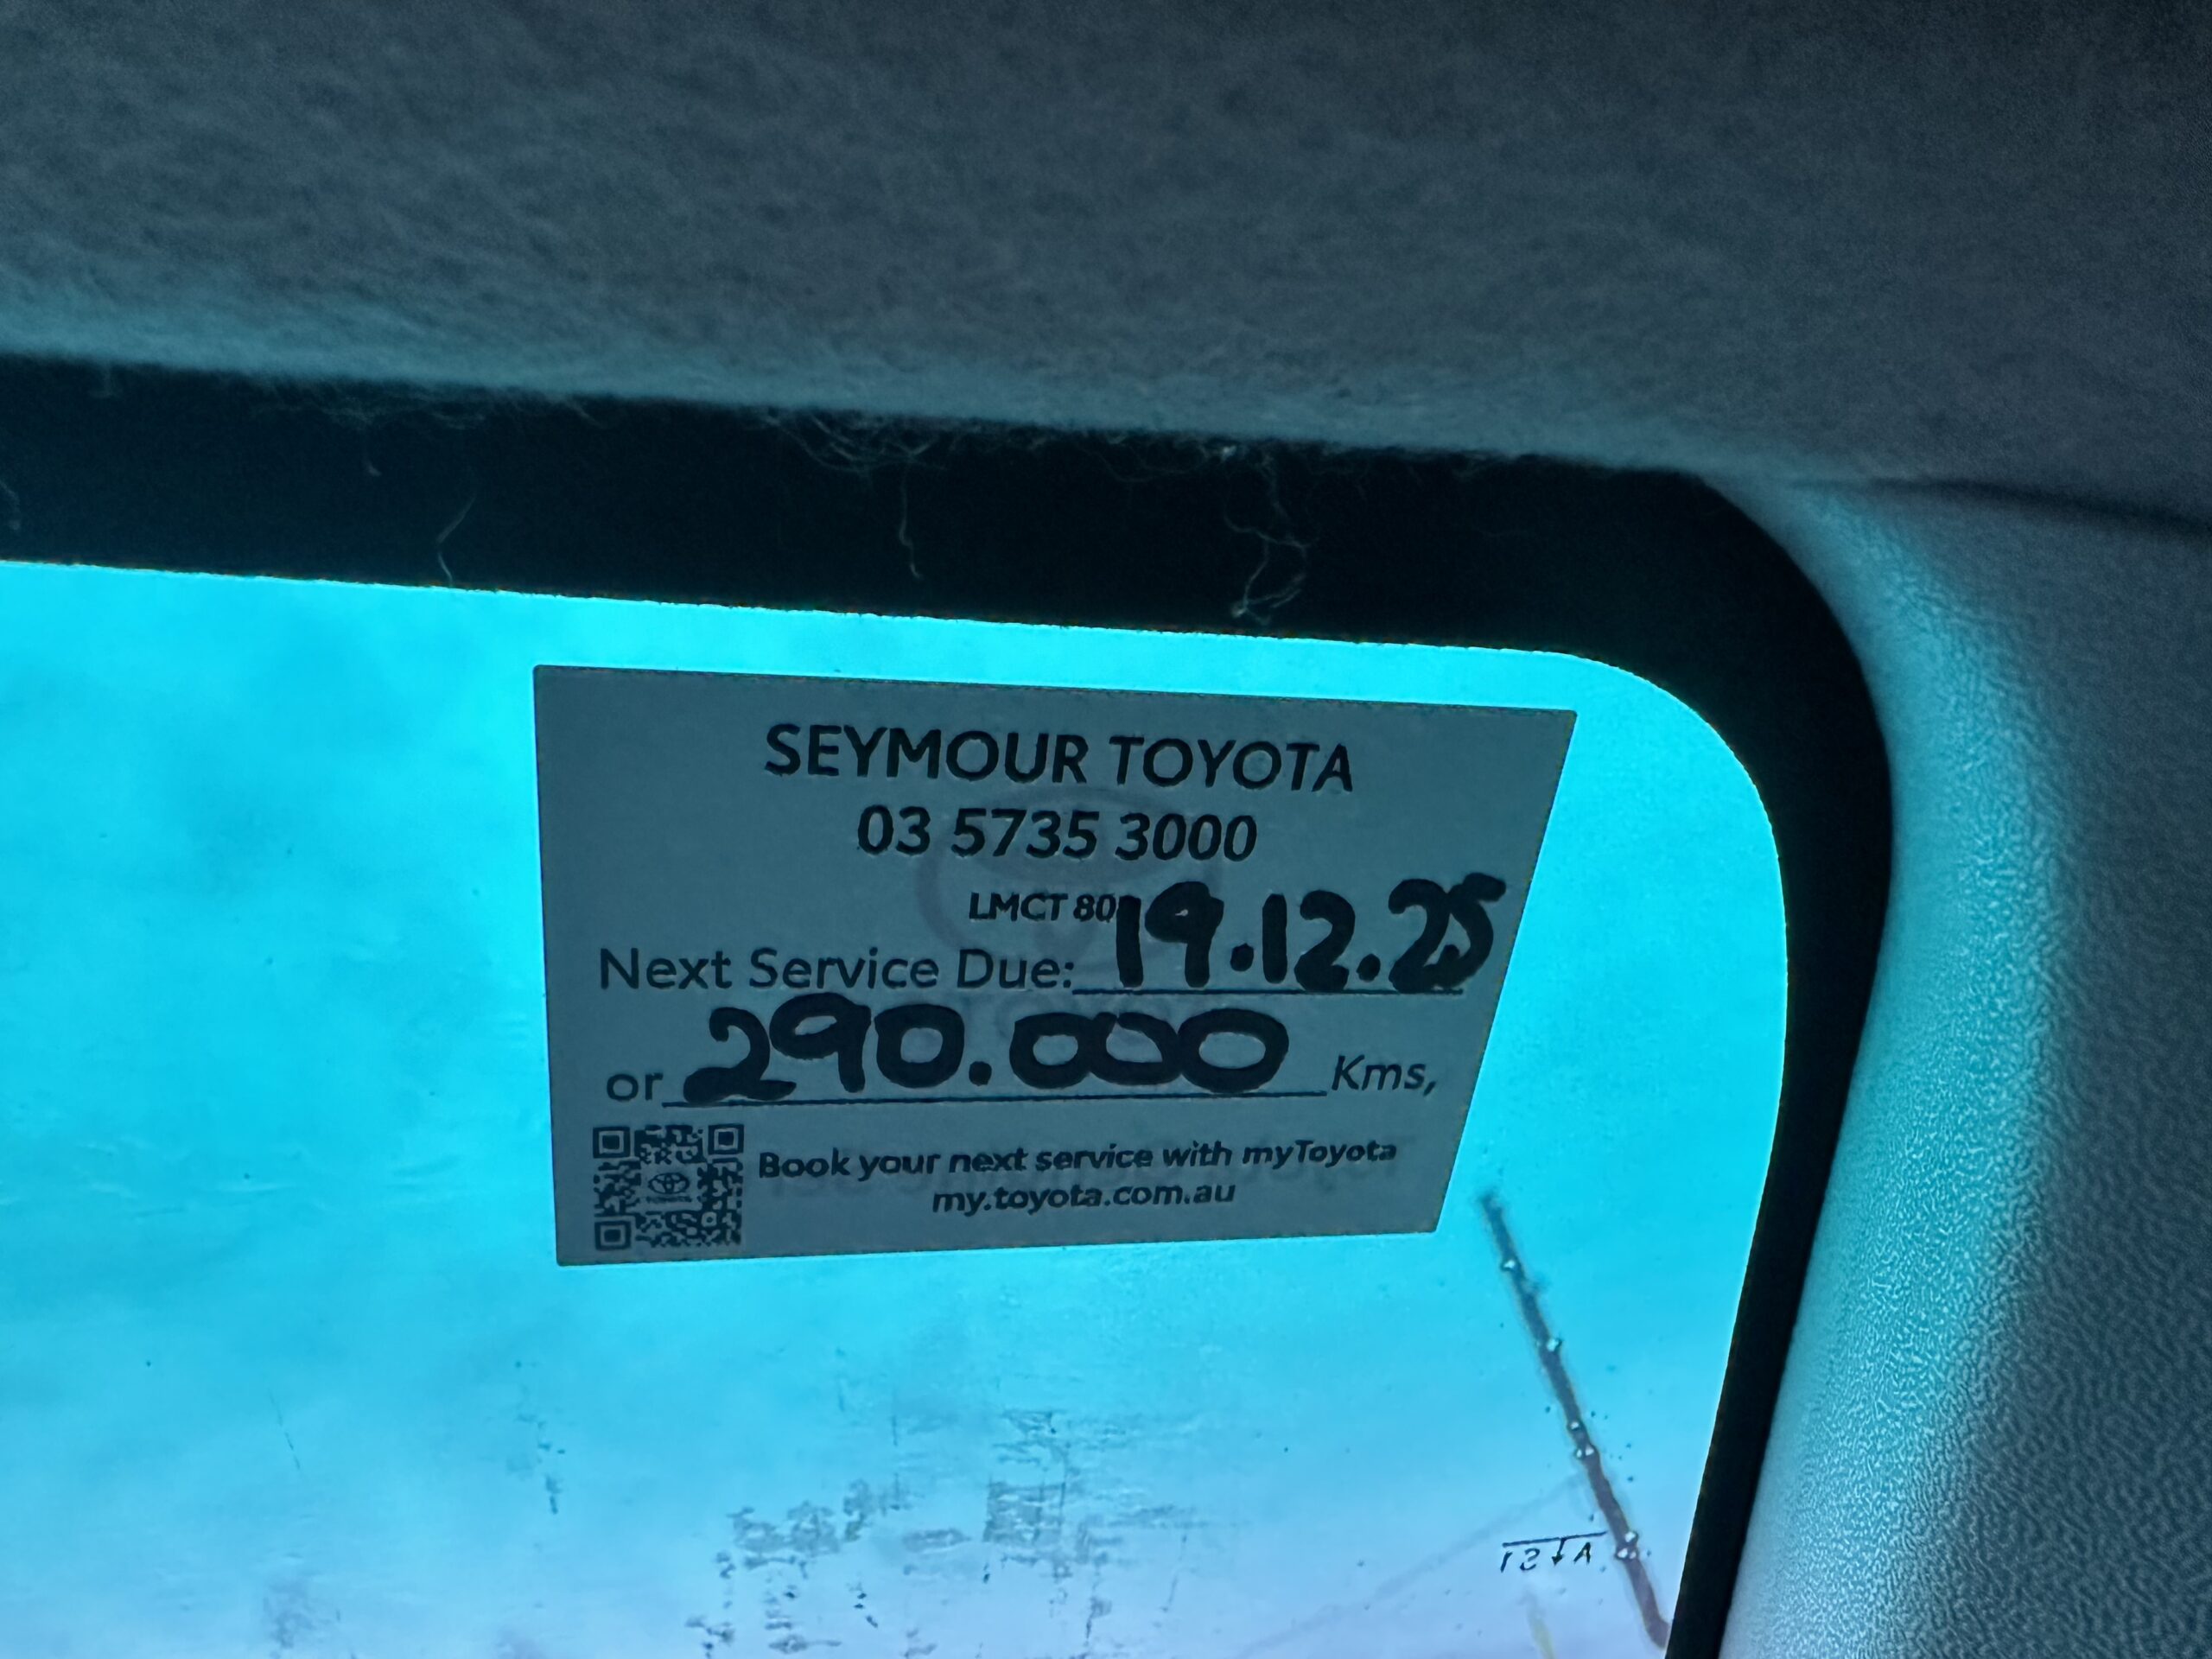 SEYMOUR TOYOTA
03 5735 3000
LMCT 80
Next Service Due: 19.12.25
or 290.000 Kms,
Book your next service with myToyota
my.toyota.com.au